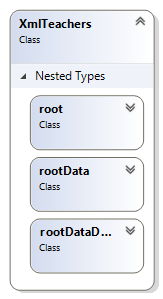 XmlTeachers
Class
Nested Types
root
Class
rootData
Class
rootDataD...
Class